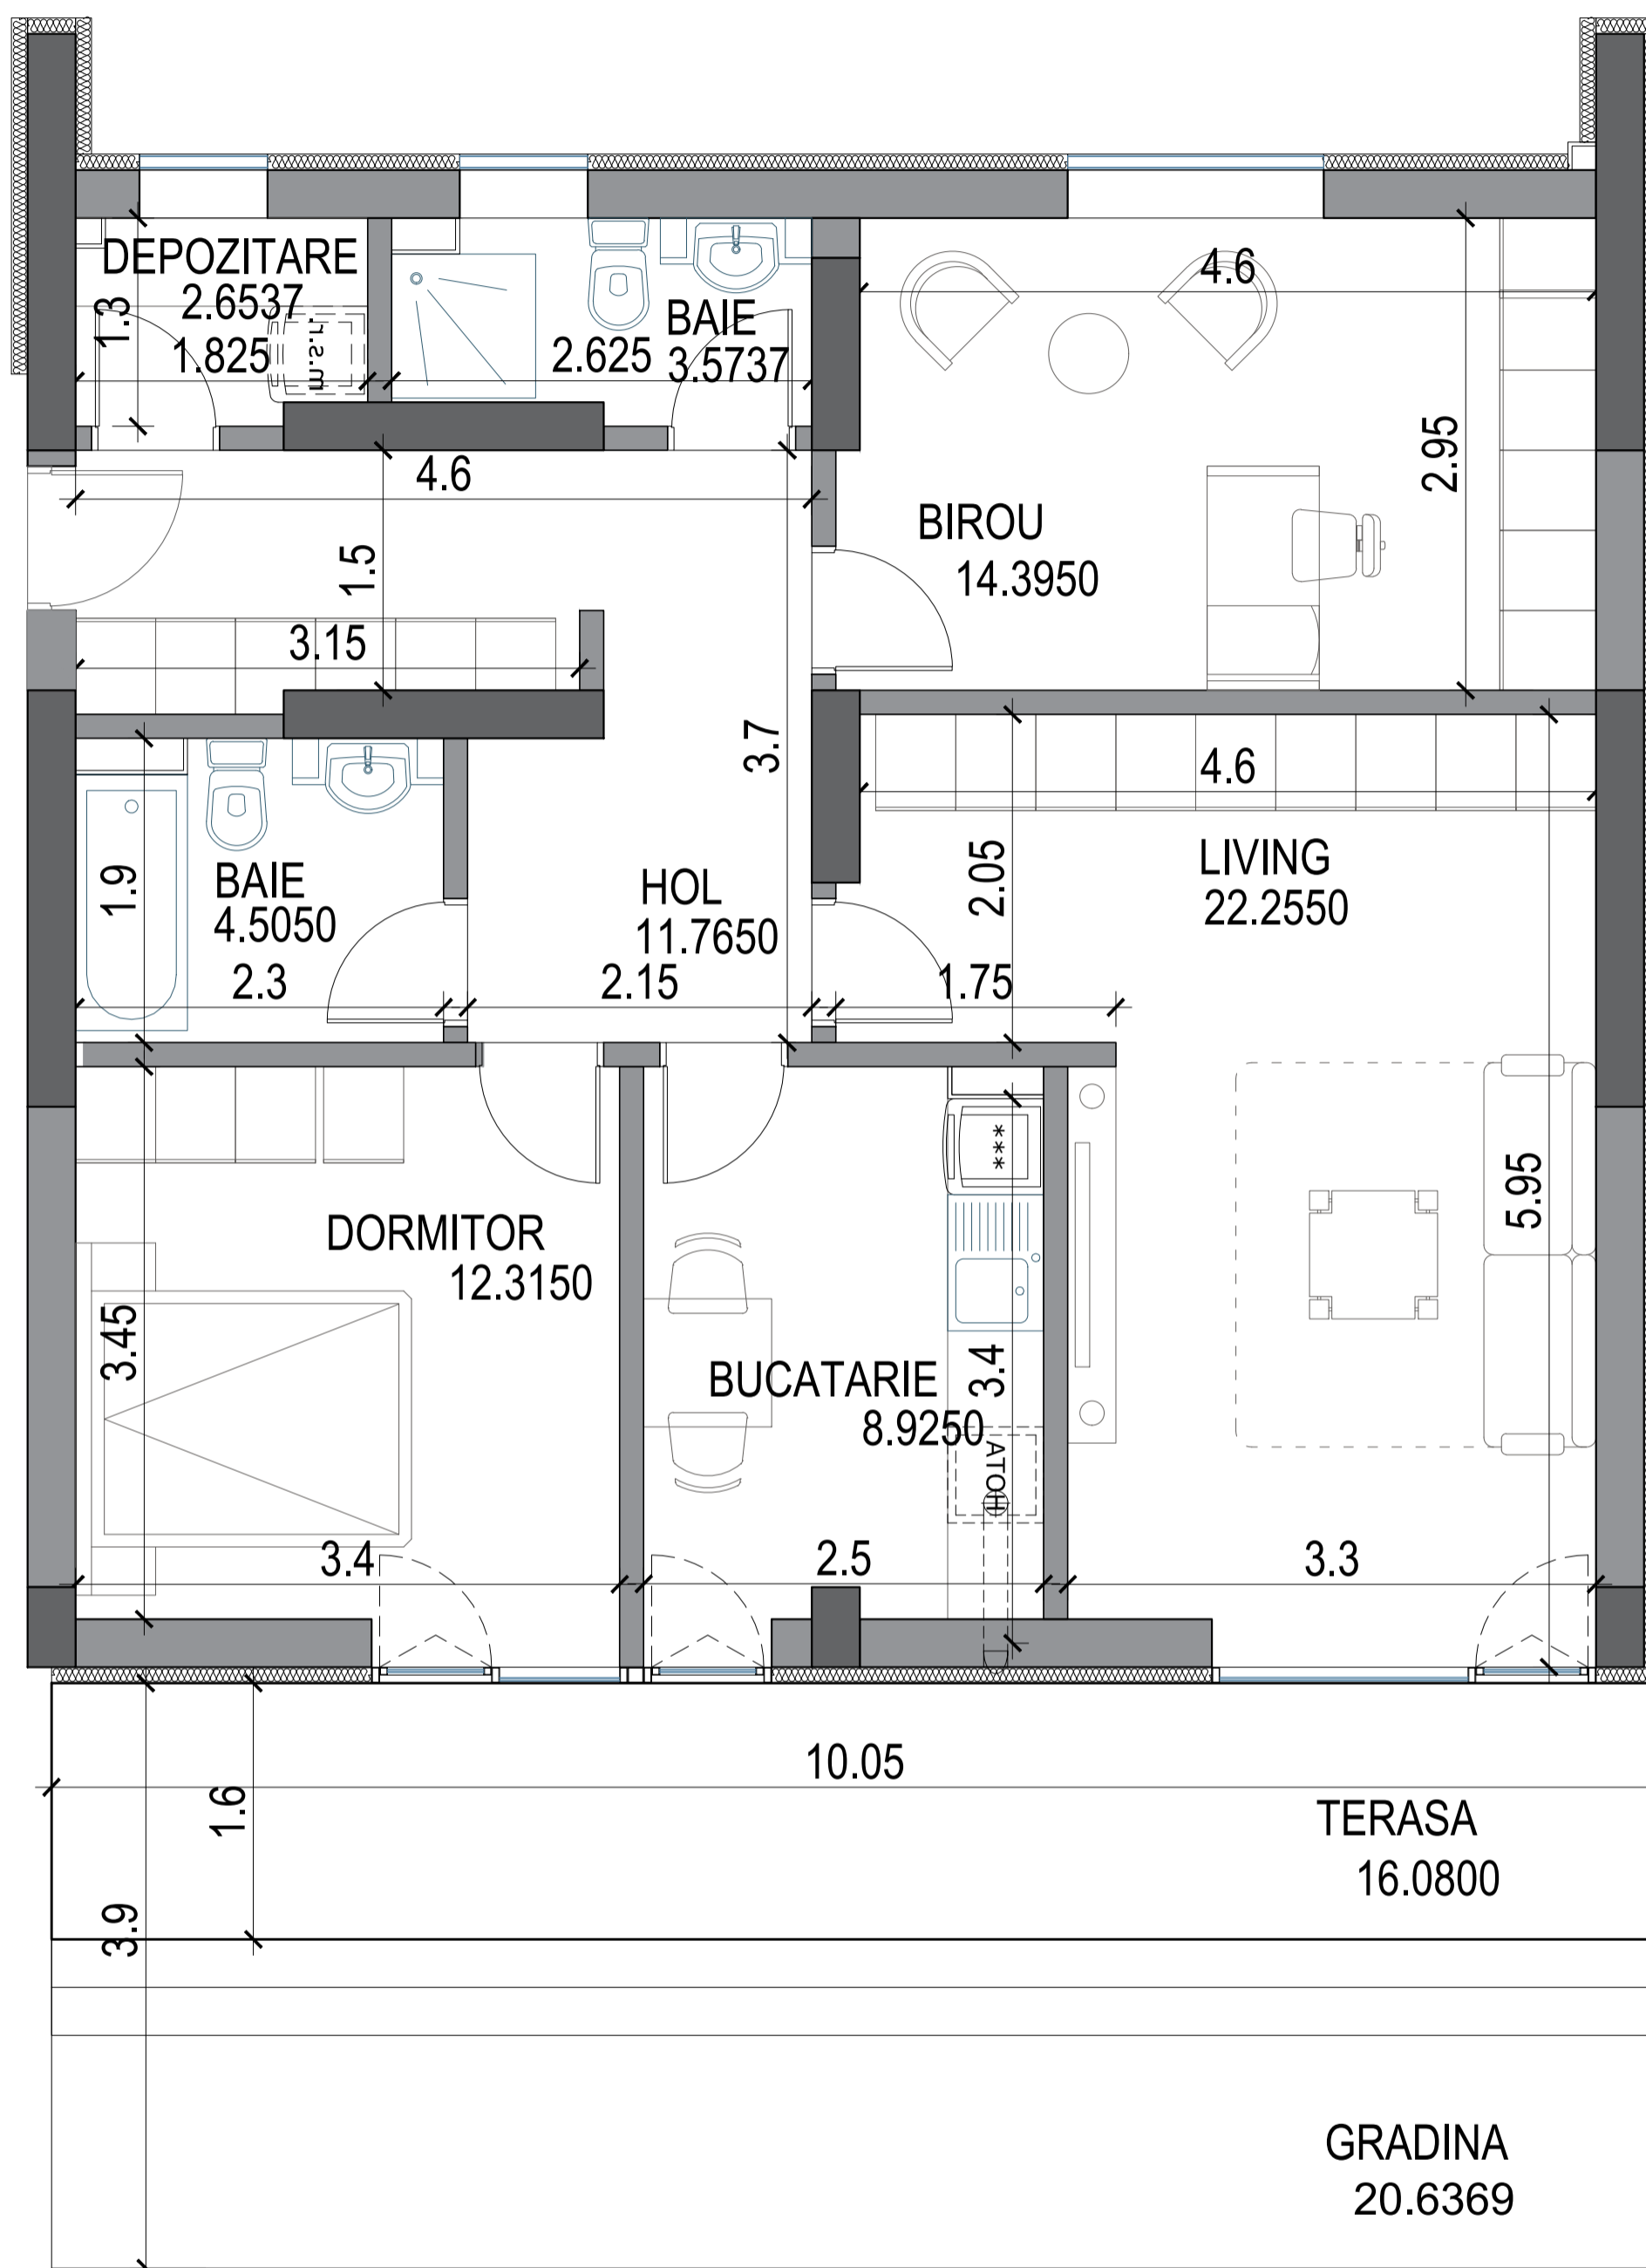 DEPOZITARE
2.6537
1.3
1.825
m.s.r.
BAIE
3.5737
2.625
4.6
2.95
4.6
1.5
BIROU
14.3950
3.15
3.7
4.6
2.05
LIVING
22.2550
1.9
BAIE
4.5050
2.3
HOL
11.7650
2.15
1.75
***
5.95
DORMITOR
12.3150
3.45
BUCATARIE
8.9250
3.4
HOTA
3.4
2.5
3.3
10.05
1.6
TERASA
16.0800
3.9
GRADINA
20.6369